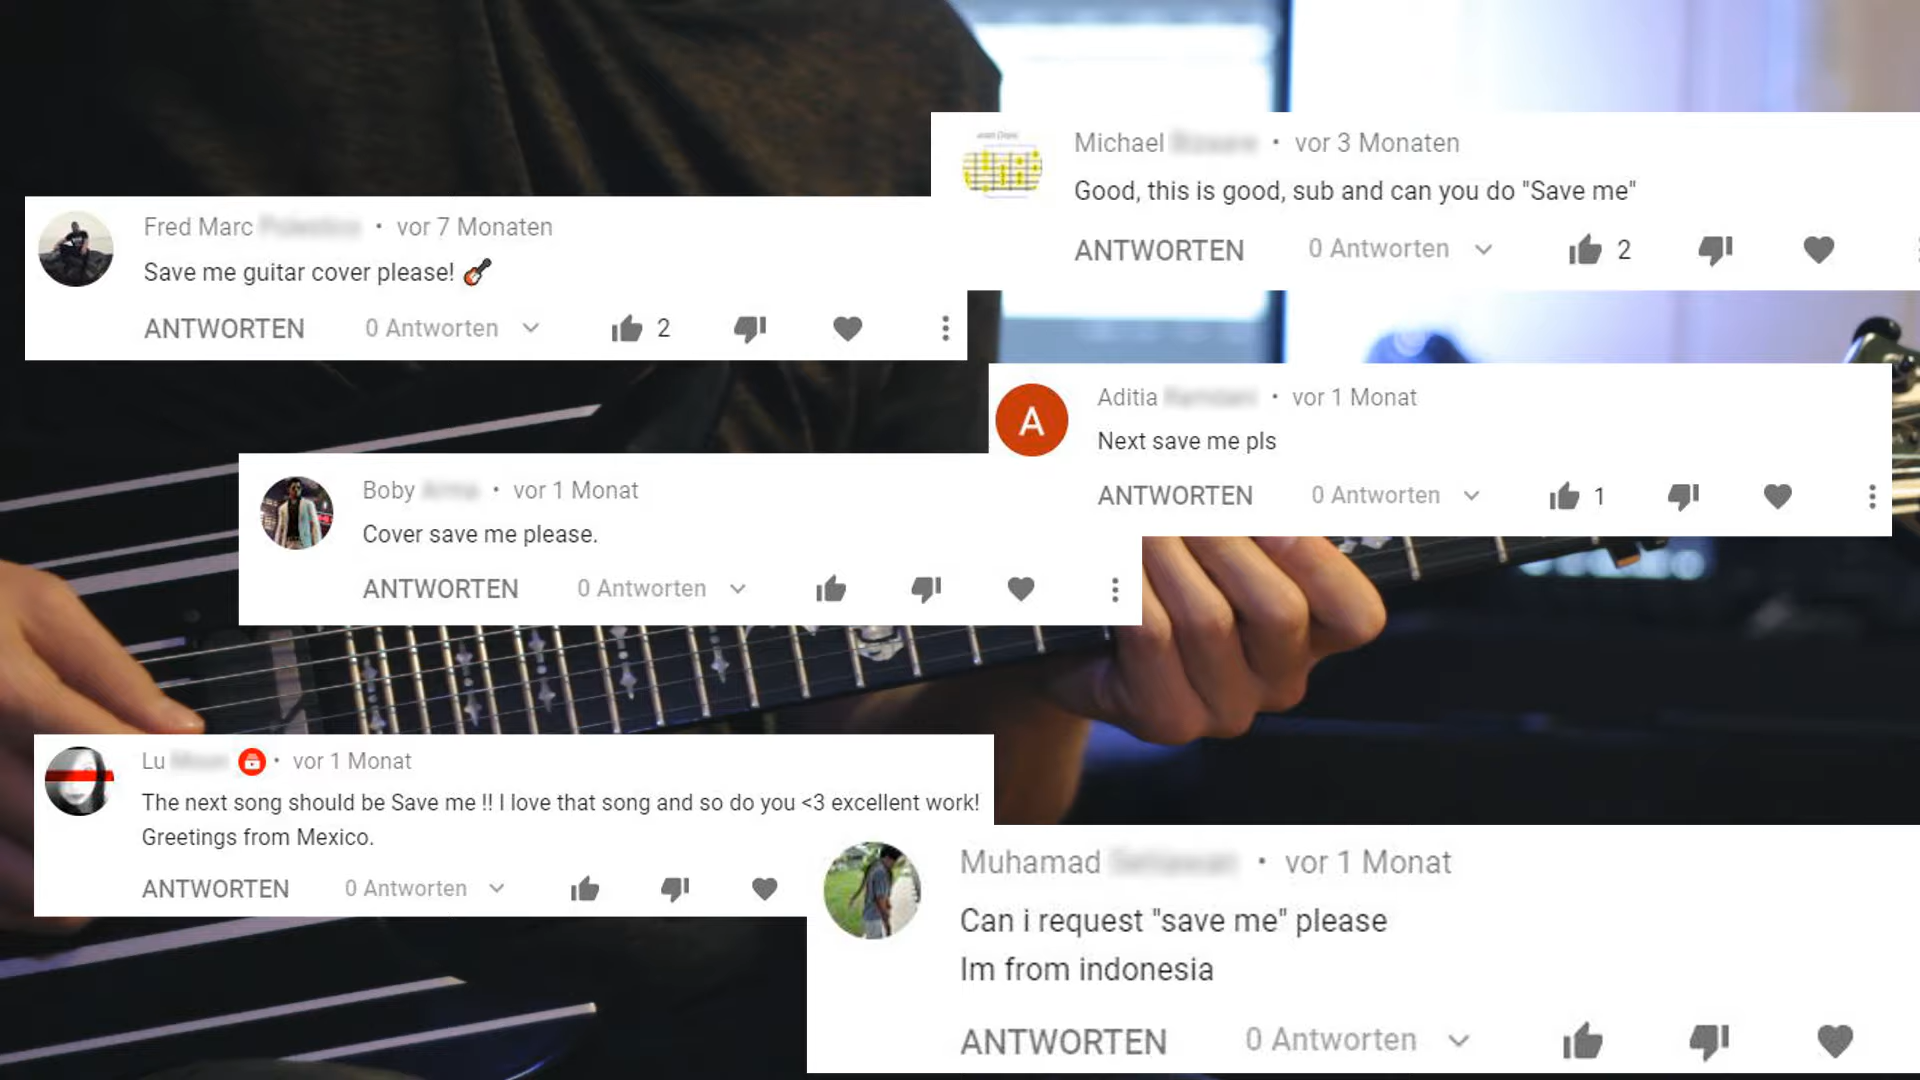 Michael • vor 3 Monaten
Good, this is good, sub and can you do "Save me"
ANTWORTEN 0 Antworten 2
Fred Marc • vor 7 Monaten
Save me guitar cover please!
ANTWORTEN 0 Antworten 2
A
Aditia • vor 1 Monat
Next save me pls
ANTWORTEN 0 Antworten 1
Boby • vor 1 Monat
Cover save me please.
ANTWORTEN 0 Antworten
Lu • vor 1 Monat
The next song should be Save me !! I love that song and so do you <3 excellent work!
Greetings from Mexico.
ANTWORTEN 0 Antworten
Muhamad • vor 1 Monat
Can i request "save me" please
Im from indonesia
ANTWORTEN 0 Antworten